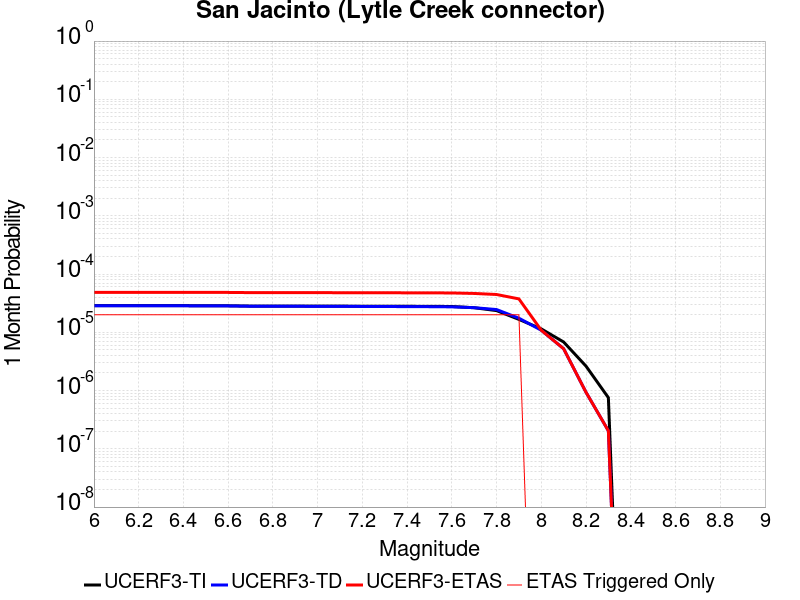 San Jacinto (Lytle Creek connector)
10^0
10^-1
10^-2
10^-3
10^-4
10^-5
10^-6
10^-7
10^-8
1 Month Probability
6 6.2 6.4 6.6 6.8 7 7.2 7.4 7.6 7.8 8 8.2 8.4 8.6 8.8 9
Magnitude
UCERF3-TI UCERF3-TD UCERF3-ETAS ETAS Triggered Only